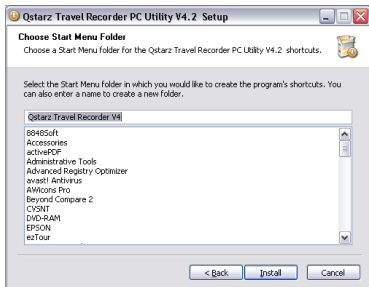 Qstarz Travel Recorder PC Utility V4.2 Setup
Choose Start Menu Folder
Choose a Start Menu folder for the Qstarz Travel Recorder PC Utility V4.2 shortcuts.
Select the Start Menu folder in which you would like to create the program's shortcuts. You
can also enter a name to create a new folder.
Qstarz Travel Recorder V4
8848Soft
Accessories
activePDF
Administrative Tools
Advanced Registry Optimizer
avast! Antivirus
AWicons Pro
Beyond Compare 2
CVSNT
DVD-RAM
EPSON
ezTour
< Back
Install
Cancel